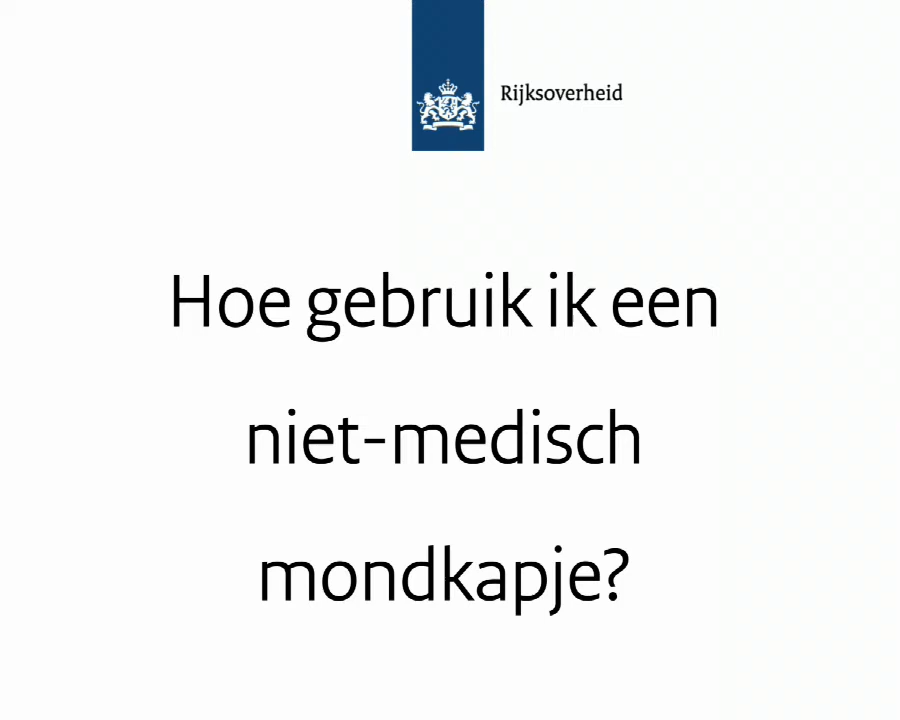 Rijksoverheid
Hoe gebruik ik een
niet-medisch
mondkapje?